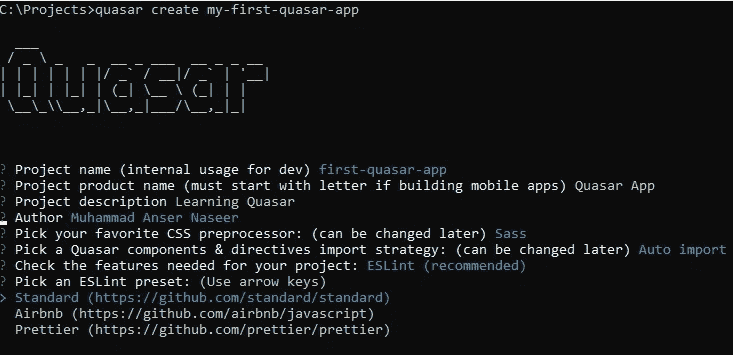 C:\Projects>quasar create my-first-quasar-app
Quasar
? Project name (internal usage for dev) first-quasar-app
? Project product name (must start with letter if building mobile apps) Quasar App
? Project description Learning Quasar
? Author Muhammad Anser Naseer
? Pick your favorite CSS preprocessor: (can be changed later) Sass
? Pick a Quasar components & directives import strategy: (can be changed later) Auto import
? Check the features needed for your project: ESLint (recommended)
? Pick an ESLint preset: (Use arrow keys)
> Standard (https://github.com/standard/standard)
Airbnb (https://github.com/airbnb/javascript)
Prettier (https://github.com/prettier/prettier)